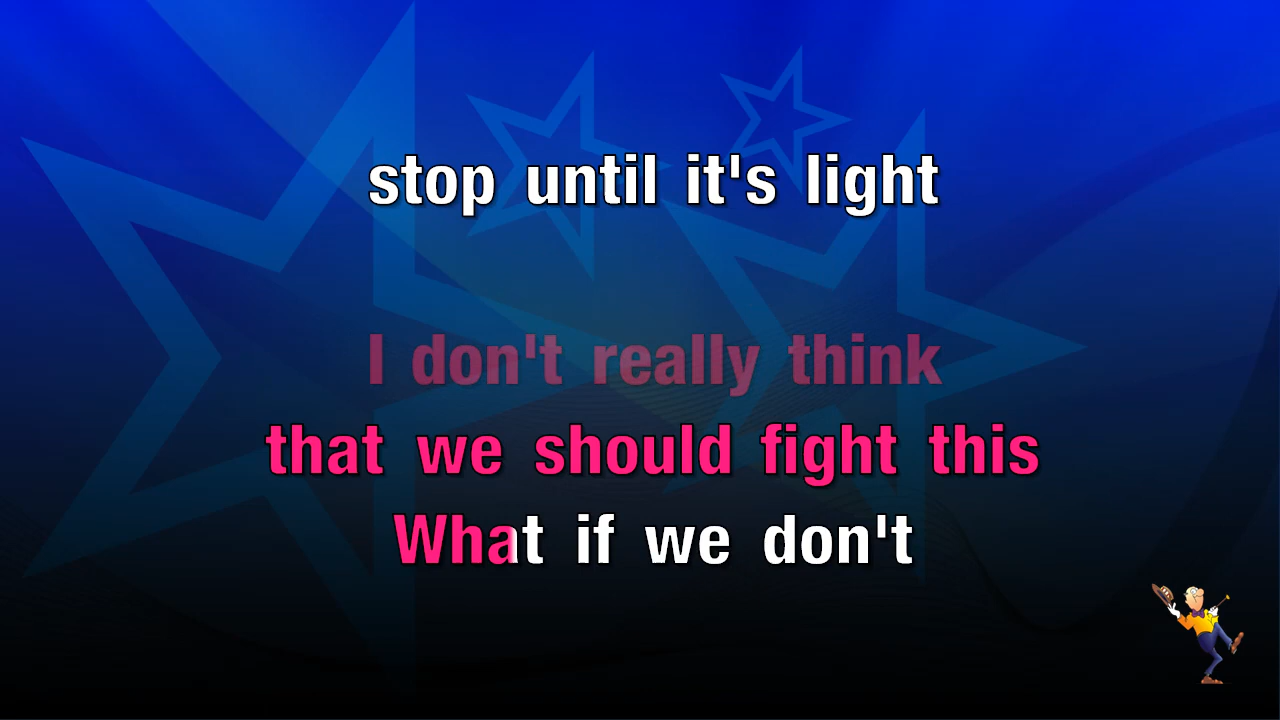 stop until it's light
I don't really think
that we should fight this
What if we don't